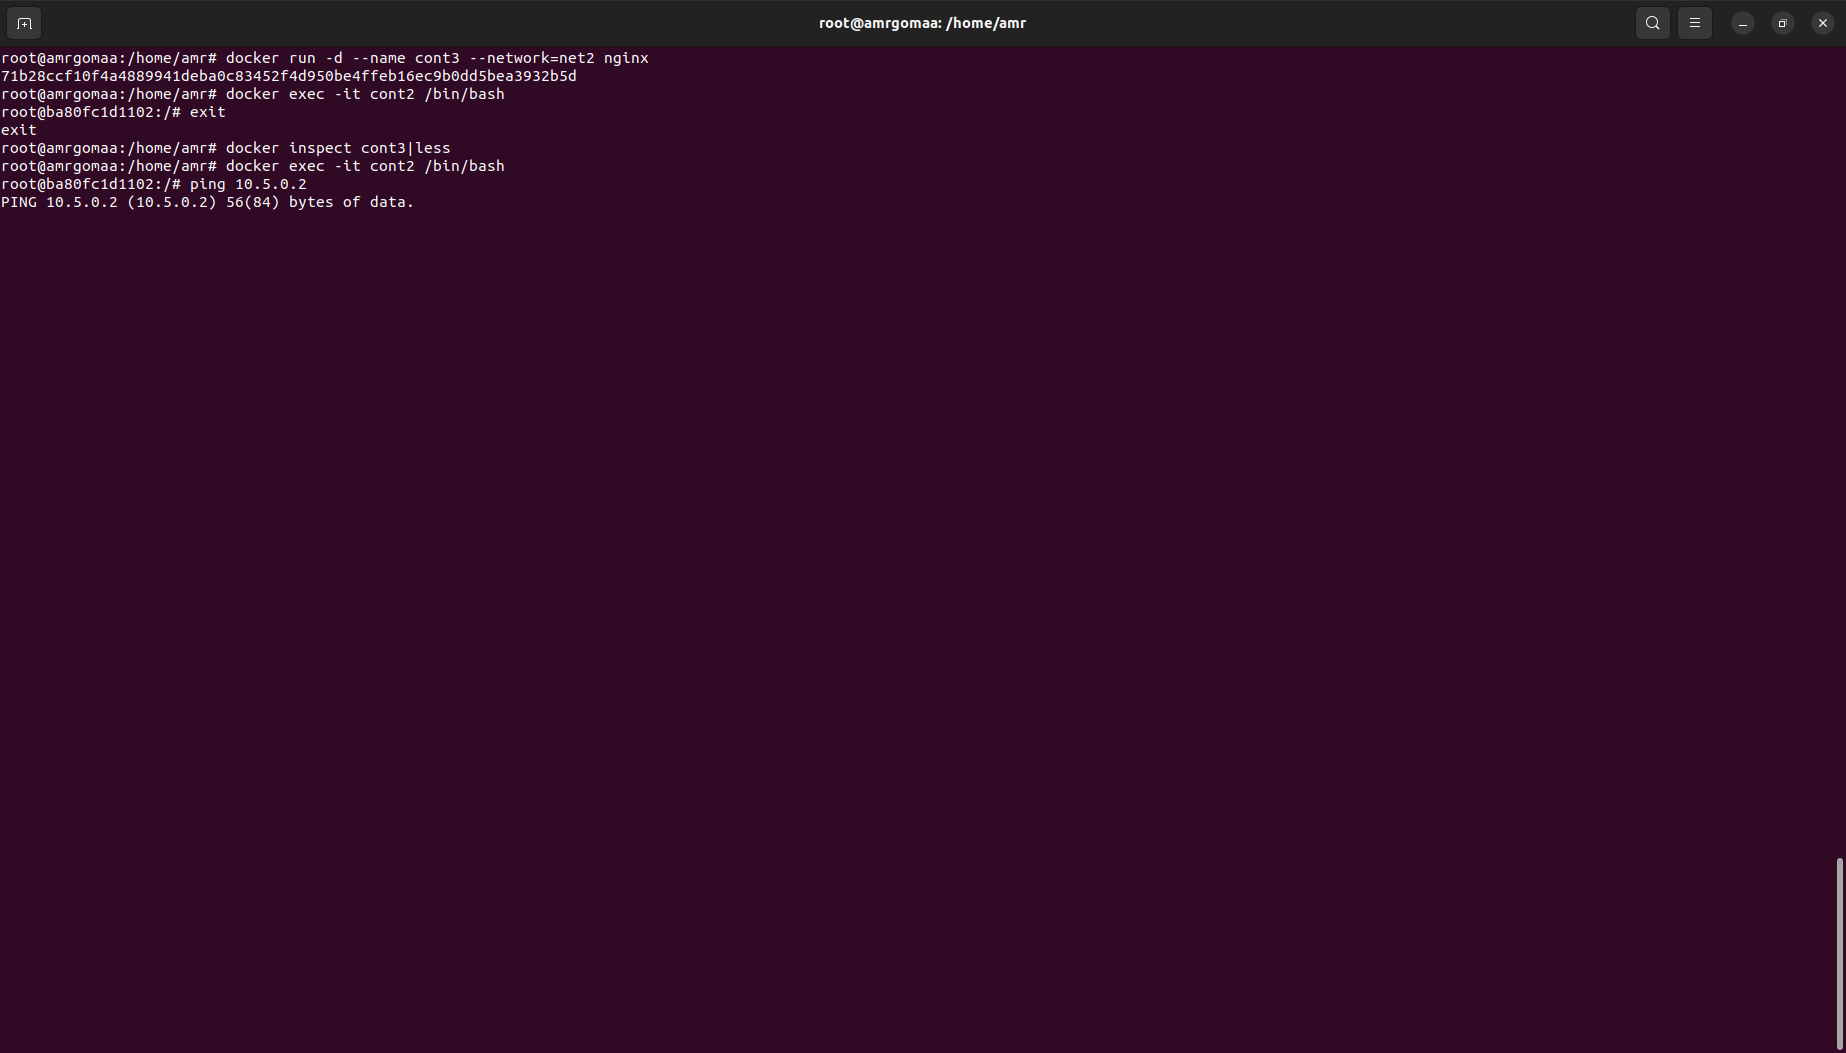 root@amrgomaa: /home/amr
root@amrgomaa:/home/amr# docker run -d --name cont3 --network=net2 nginx
71b28ccf10f4a4889941deba0c83452f4d950be4ffeb16ec9b0dd5bea3932b5d
root@amrgomaa:/home/amr# docker exec -it cont2 /bin/bash
root@ba80fc1d1102:/# exit
exit
root@amrgomaa:/home/amr# docker inspect cont3|less
root@amrgomaa:/home/amr# docker exec -it cont2 /bin/bash
root@ba80fc1d1102:/# ping 10.5.0.2
PING 10.5.0.2 (10.5.0.2) 56(84) bytes of data.